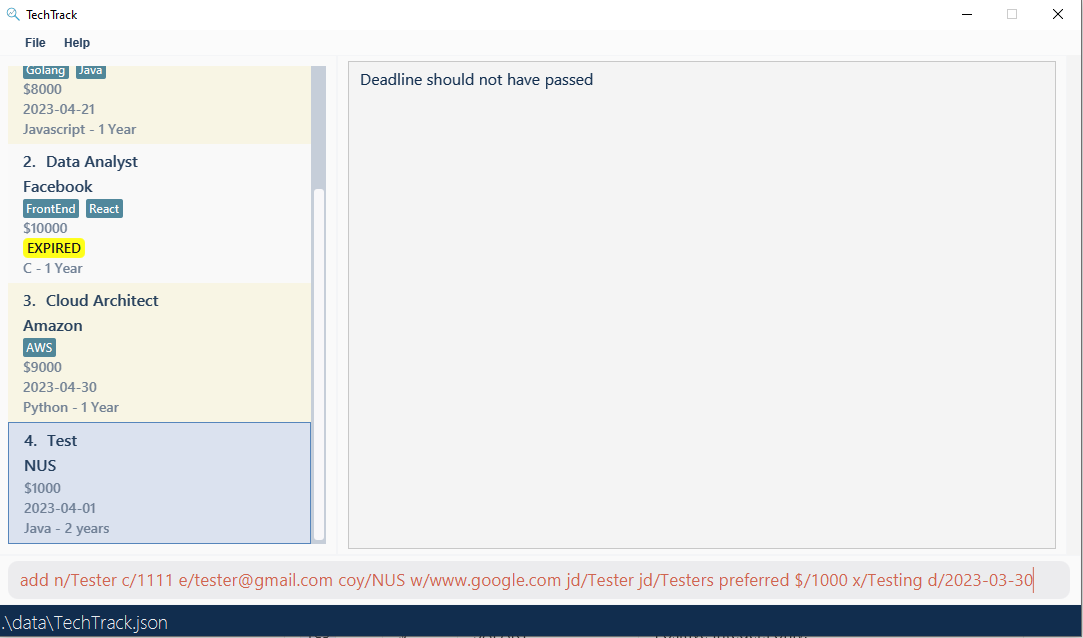 TechTrack
File Help
Golang Java
$8000
2023-04-21
Javascript - 1 Year
2. Data Analyst
Facebook
FrontEnd React
$10000
EXPIRED
C - 1 Year
3. Cloud Architect
Amazon
AWS
$9000
2023-04-30
Python - 1 Year
4. Test
NUS
$1000
2023-04-01
Java - 2 years
Deadline should not have passed
add n/Tester c/1111 e/tester@gmail.com coy/NUS w/www.google.com jd/Tester jd/Testers preferred $/1000 x/Testing d/2023-03-30
.\data\TechTrack.json